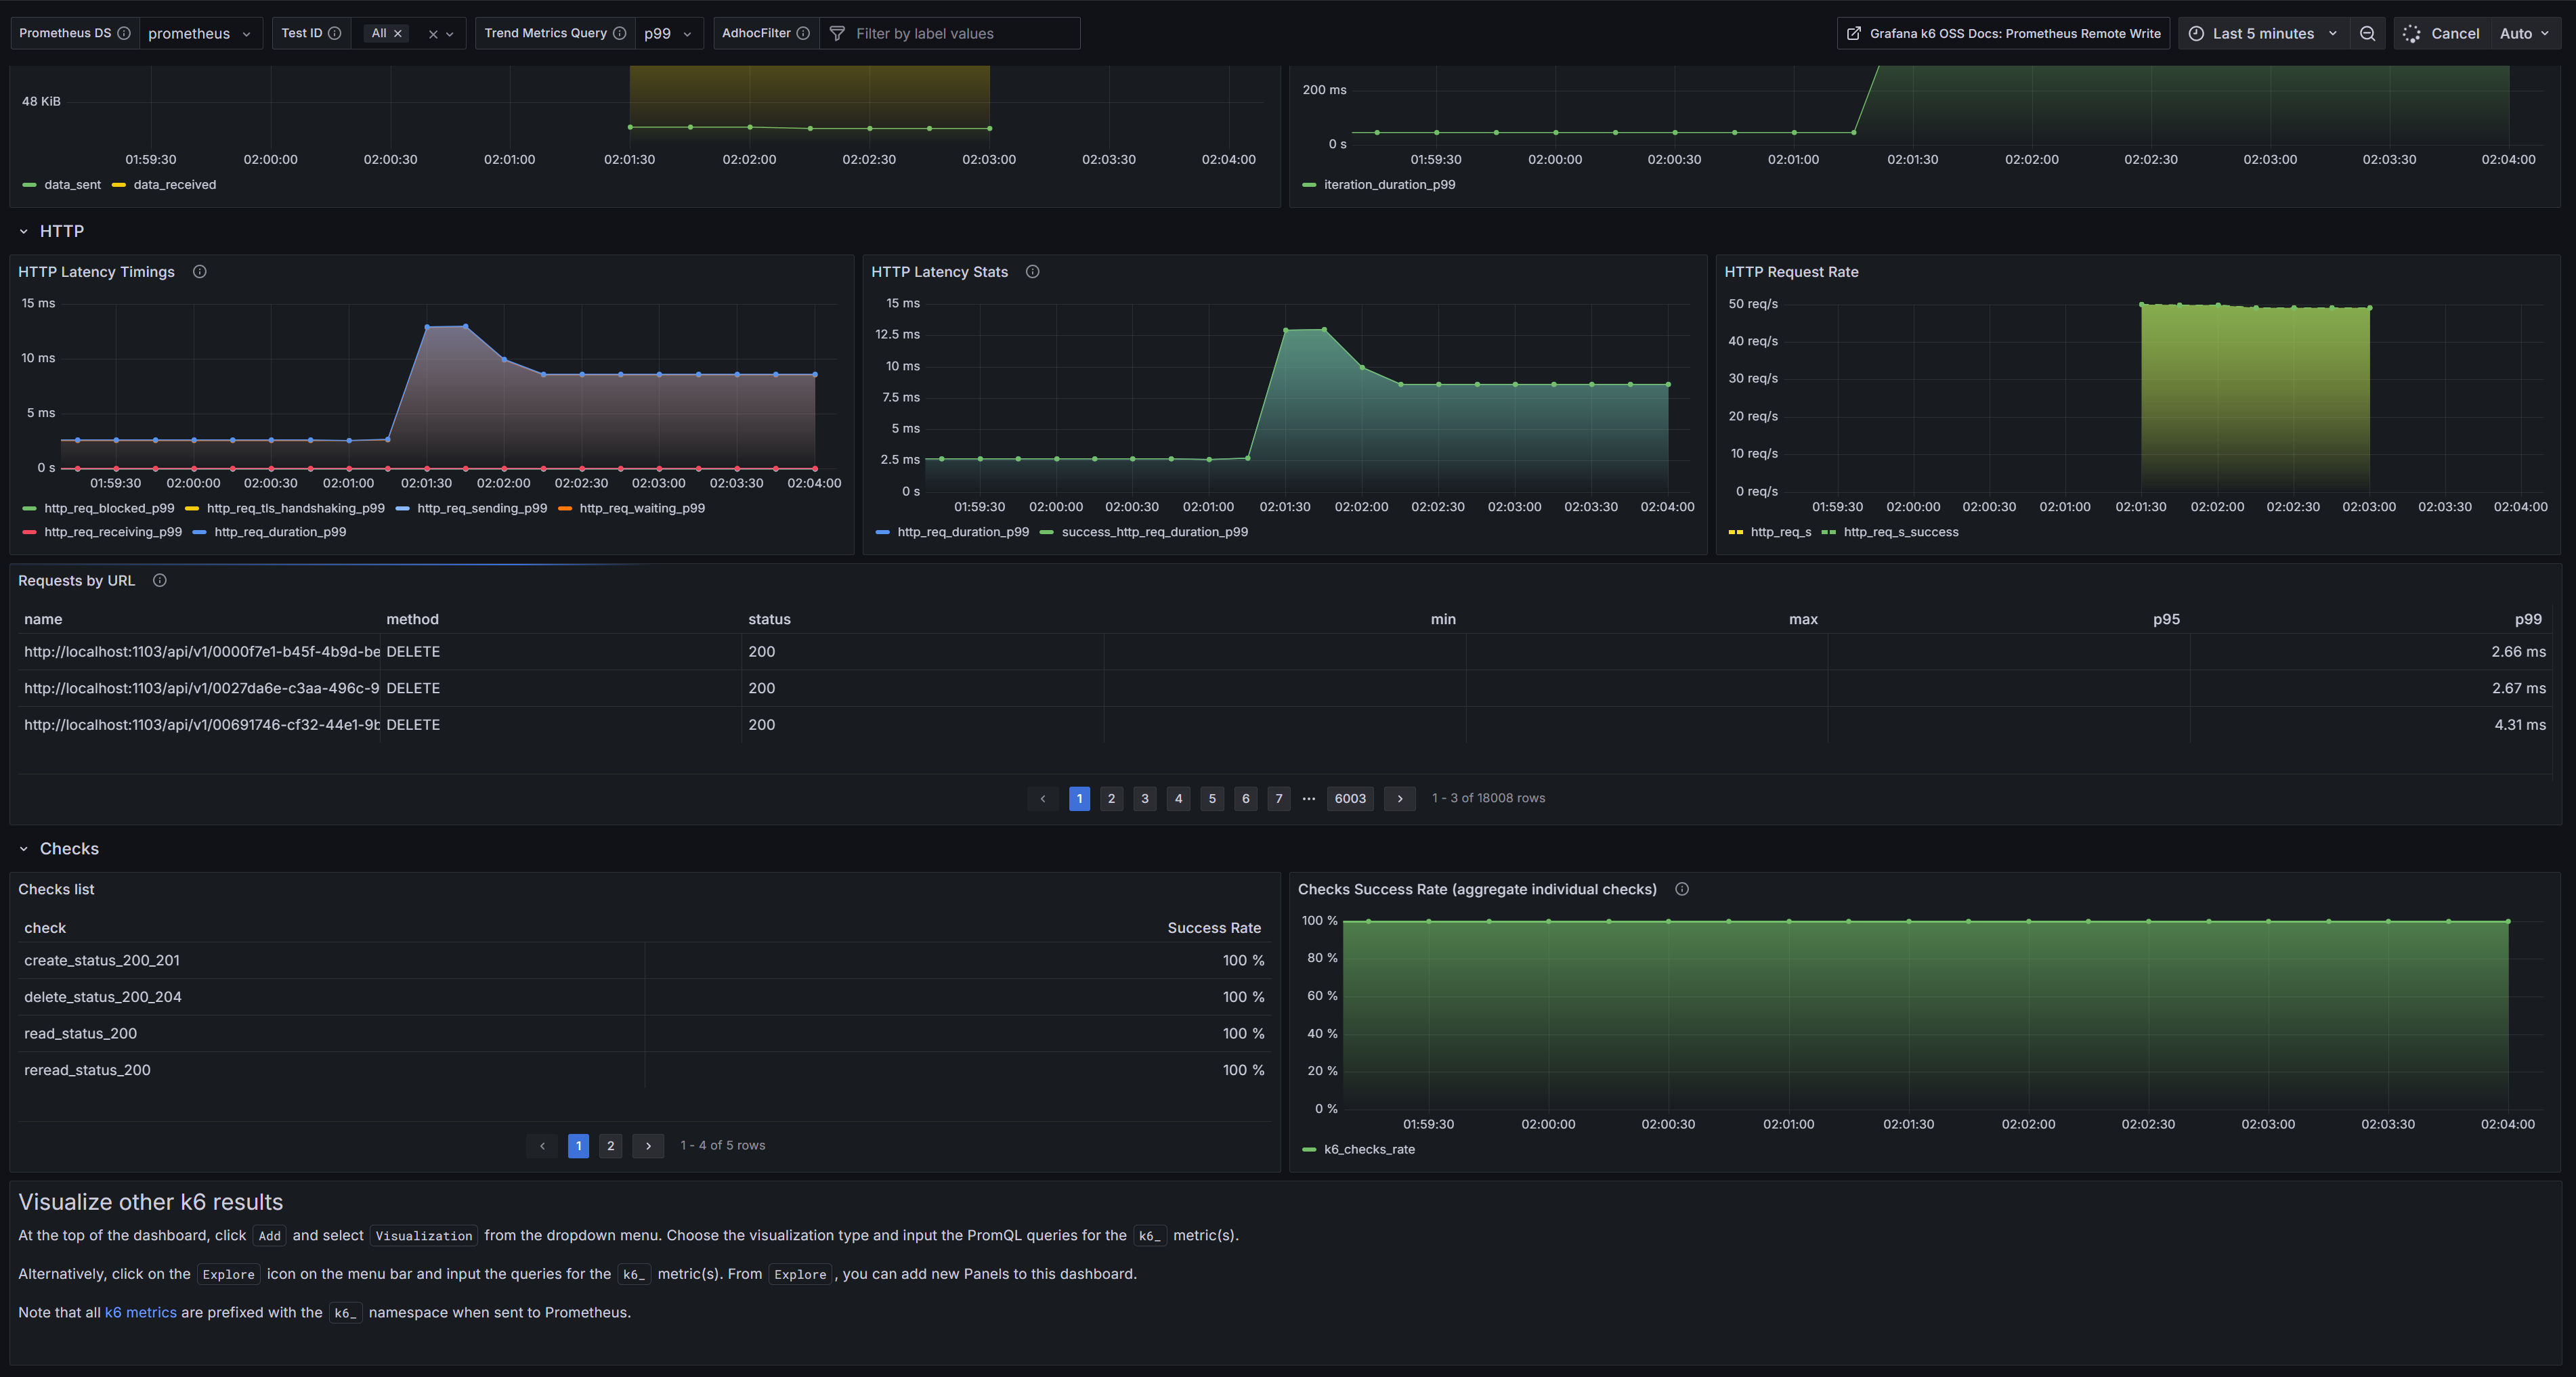 Prometheus DS prometheus Test ID All Trend Metrics Query p99 AdhocFilter Filter by label values Grafana k6 OSS Docs: Prometheus Remote Write Last 5 minutes Cancel Auto
48 KiB
01:59:30 02:00:00 02:00:30 02:01:00 02:01:30 02:02:00 02:02:30 02:03:00 02:03:30 02:04:00
data_sent data_received
200 ms
0 s
01:59:30 02:00:00 02:00:30 02:01:00 02:01:30 02:02:00 02:02:30 02:03:00 02:03:30 02:04:00
iteration_duration_p99
HTTP
HTTP Latency Timings
15 ms
10 ms
5 ms
0 s
01:59:30 02:00:00 02:00:30 02:01:00 02:01:30 02:02:00 02:02:30 02:03:00 02:03:30 02:04:00
http_req_blocked_p99 http_req_tls_handshaking_p99 http_req_sending_p99 http_req_waiting_p99
http_req_receiving_p99 http_req_duration_p99
HTTP Latency Stats
15 ms
12.5 ms
10 ms
7.5 ms
5 ms
2.5 ms
0 s
01:59:30 02:00:00 02:00:30 02:01:00 02:01:30 02:02:00 02:02:30 02:03:00 02:03:30 02:04:00
http_req_duration_p99 success_http_req_duration_p99
HTTP Request Rate
50 req/s
40 req/s
30 req/s
20 req/s
10 req/s
0 req/s
01:59:30 02:00:00 02:00:30 02:01:00 02:01:30 02:02:00 02:02:30 02:03:00 02:03:30 02:04:00
http_req_s http_req_s_success
Requests by URL
name method status min max p95 p99
http://localhost:1103/api/v1/0000f7e1-b45f-4b9d-be DELETE 200 2.66 ms
http://localhost:1103/api/v1/0027da6e-c3aa-496c-9 DELETE 200 2.67 ms
http://localhost:1103/api/v1/00691746-cf32-44e1-9b DELETE 200 4.31 ms
1 2 3 4 5 6 7 ••• 6003 1 - 3 of 18008 rows
Checks
Checks list
check Success Rate
create_status_200_201 100 %
delete_status_200_204 100 %
read_status_200 100 %
reread_status_200 100 %
1 2 1 - 4 of 5 rows
Checks Success Rate (aggregate individual checks)
100 %
80 %
60 %
40 %
20 %
0 %
01:59:30 02:00:00 02:00:30 02:01:00 02:01:30 02:02:00 02:02:30 02:03:00 02:03:30 02:04:00
k6_checks_rate
Visualize other k6 results
At the top of the dashboard, click Add and select Visualization from the dropdown menu. Choose the visualization type and input the PromQL queries for the k6_ metric(s).
Alternatively, click on the Explore icon on the menu bar and input the queries for the k6_ metric(s). From Explore, you can add new Panels to this dashboard.
Note that all k6 metrics are prefixed with the k6_ namespace when sent to Prometheus.